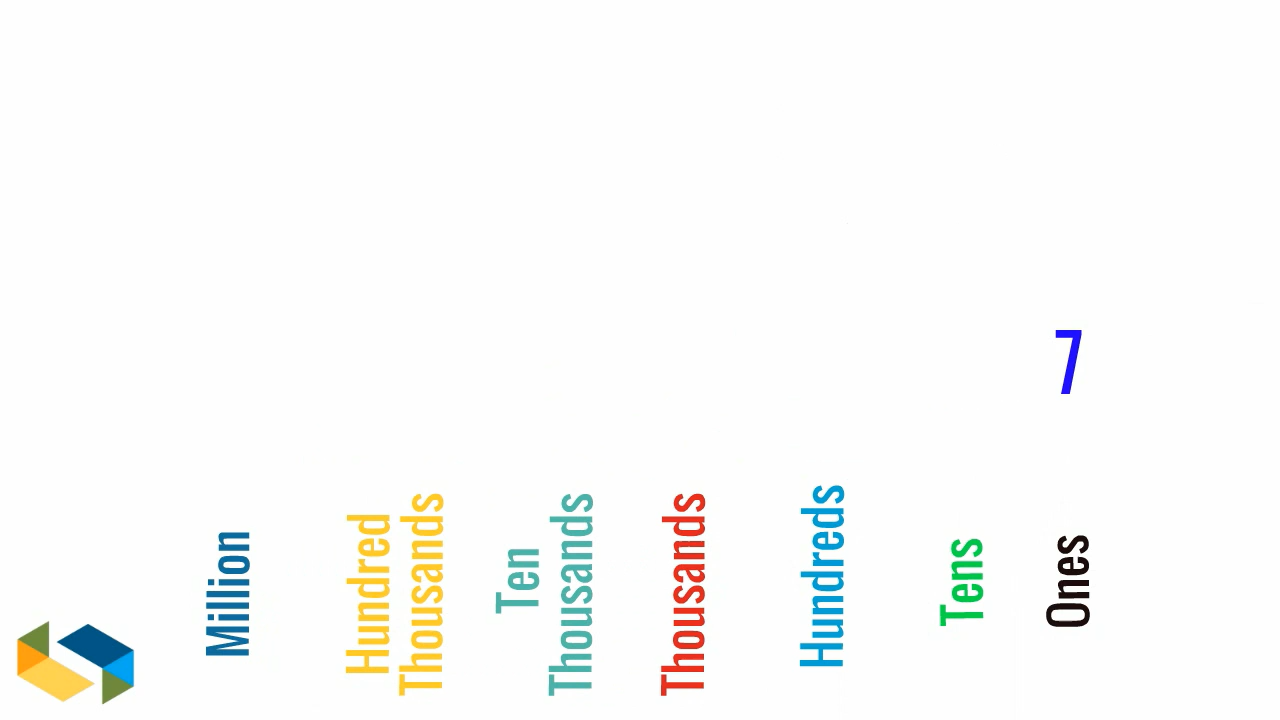 7
Million
Hundred
Thousands
Ten
Thousands
Thousands
Hundreds
Tens
Ones